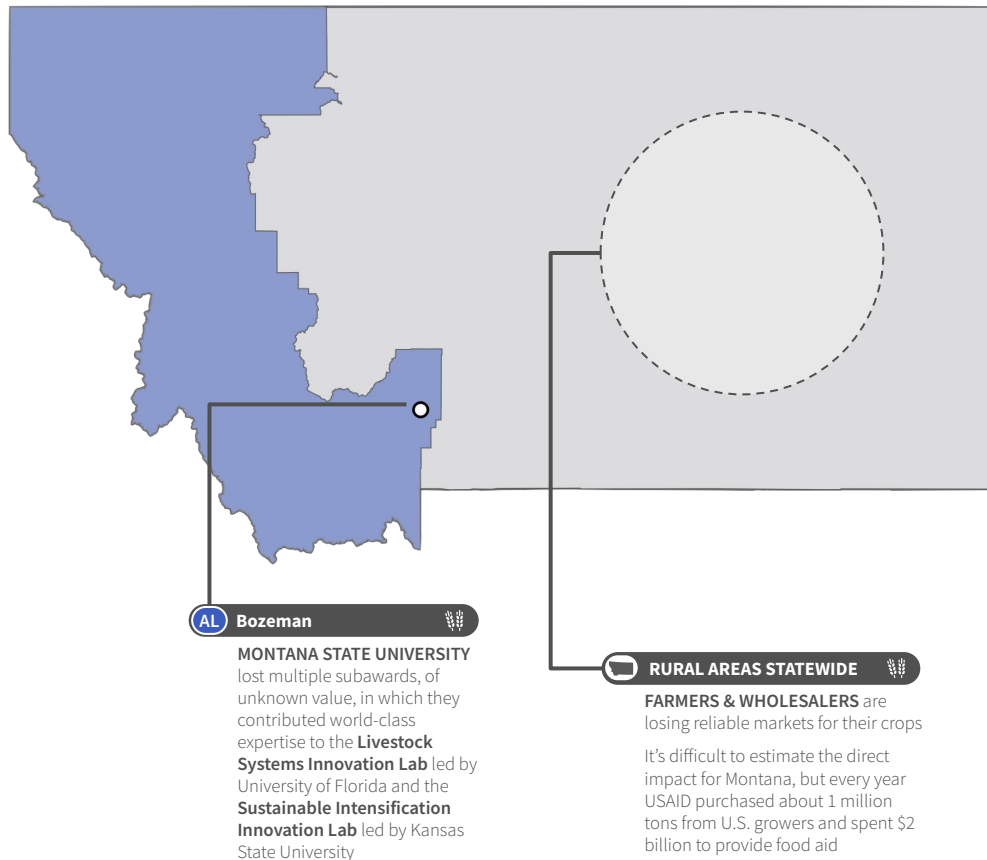 AL Bozeman
MONTANA STATE UNIVERSITY
lost multiple subawards, of
unknown value, in which they
contributed world-class
expertise to the Livestock
Systems Innovation Lab led by
University of Florida and the
Sustainable Intensification
Innovation Lab led by Kansas
State University
RURAL AREAS STATEWIDE
FARMERS & WHOLESALERS are
losing reliable markets for their crops
It’s difficult to estimate the direct
impact for Montana, but every year
USAID purchased about 1 million
tons from U.S. growers and spent $2
billion to provide food aid